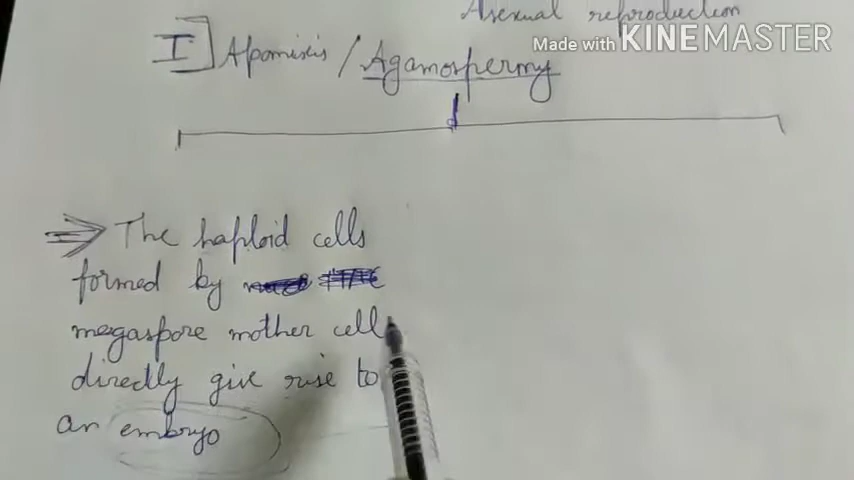 Asexual reproduction
Made with KINEMASTER
I] Apomixis / Agamospermy
⇒ The haploid cells
formed by
megaspore mother cell
directly give rise to
an embryo